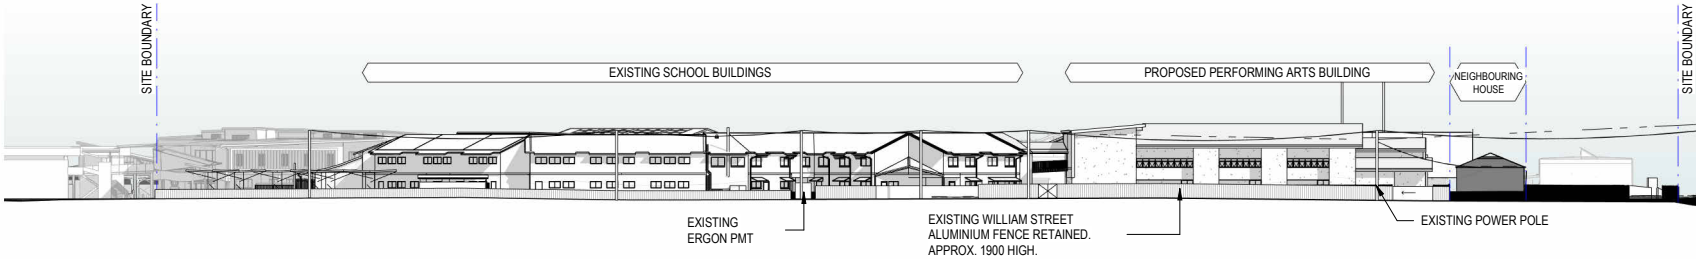 SITE BOUNDARY
EXISTING SCHOOL BUILDINGS
PROPOSED PERFORMING ARTS BUILDING
NEIGHBOURING
HOUSE
SITE BOUNDARY
EXISTING
ERGON PMT
EXISTING WILLIAM STREET
ALUMINIUM FENCE RETAINED.
APPROX. 1900 HIGH.
EXISTING POWER POLE